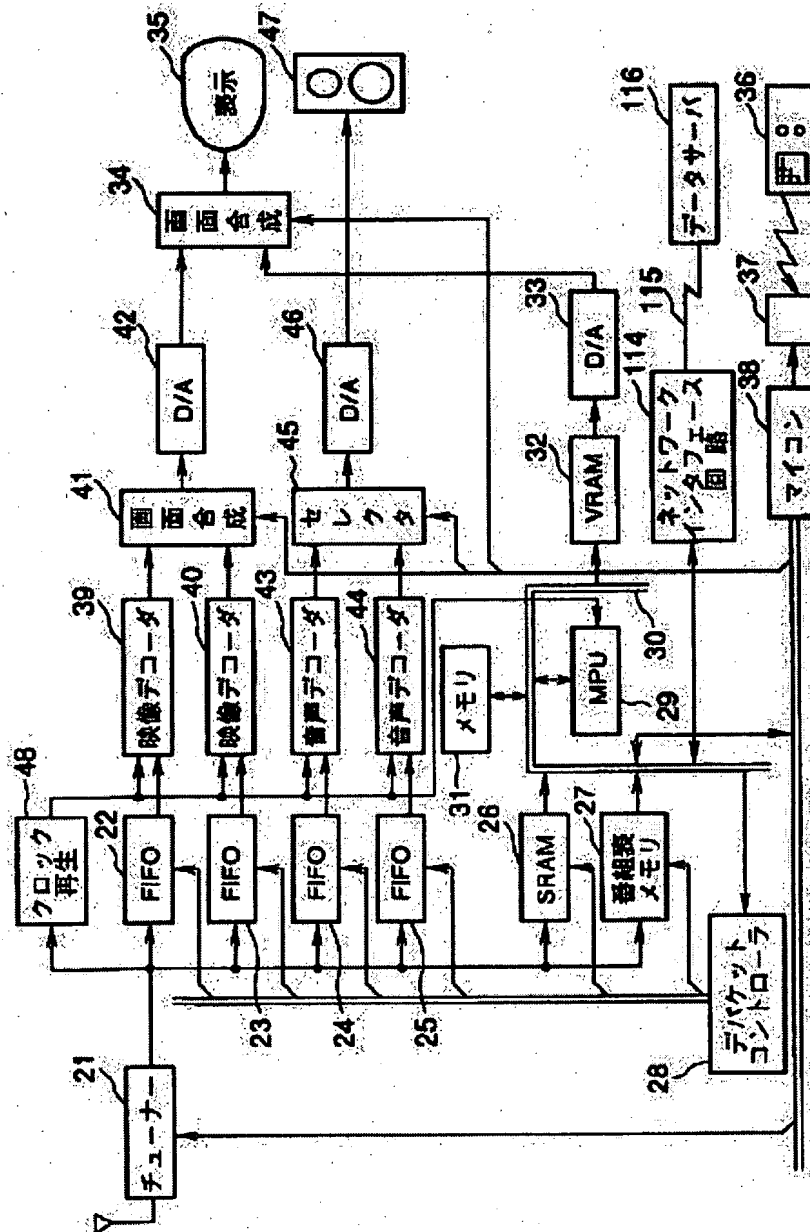 チューナー
21
クロック
再生
48
FIFO
22
FIFO
23
FIFO
24
FIFO
25
SRAM
26
番組表
メモリ
27
デパケット
コントローラ
28
映像デコーダ
39
映像デコーダ
40
音声デコーダ
43
音声デコーダ
44
メモリ
31
MPU
29
30
画面合成
41
セレクタ
45
D/A
42
D/A
46
VRAM
32
D/A
33
画面合成
34
表示
35
47
ネットワーク
インタフェース
回路
114
115
データサーバ
116
マイコン
38
37
36